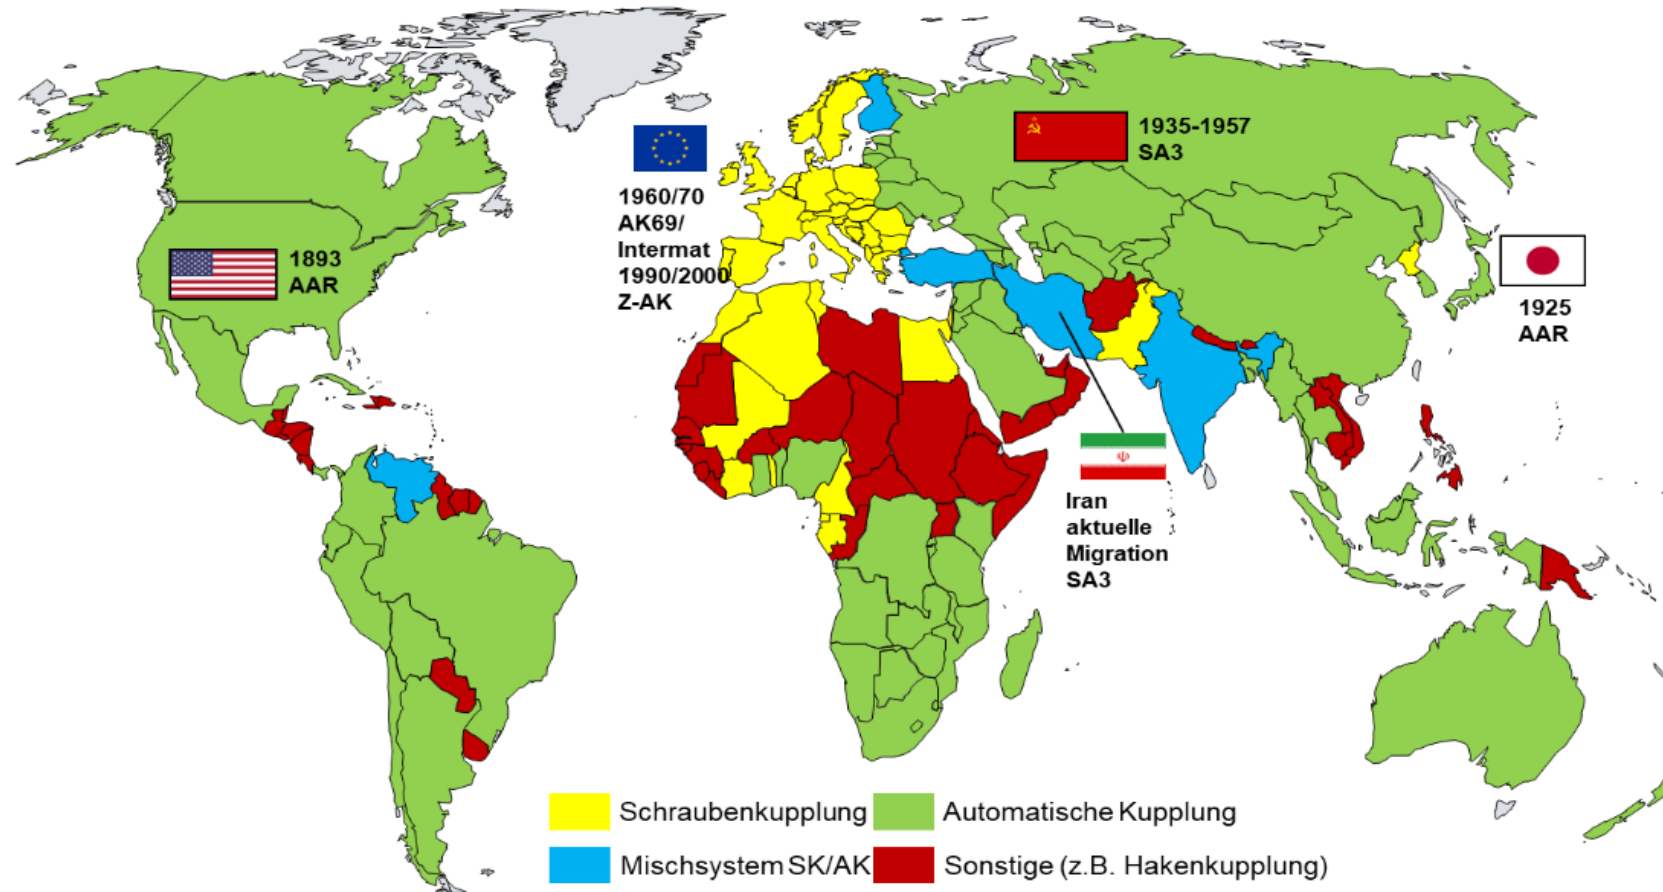 1893
AAR
1960/70
AK69/
Intermat
1990/2000
Z-AK
1935-1957
SA3
1925
AAR
Iran
aktuelle
Migration
SA3
Schraubenkupplung
Automatische Kupplung
Mischsystem SK/AK
Sonstige (z.B. Hakenkupplung)